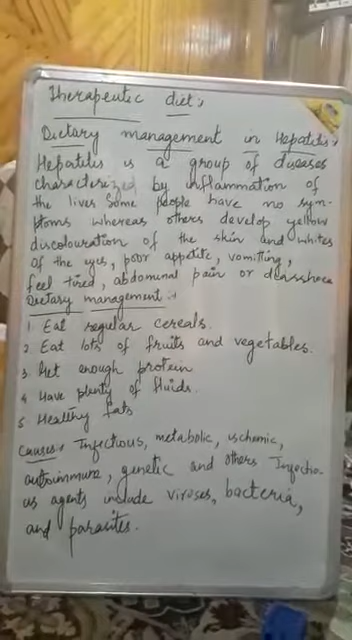 Therapeutic diet:
Dietary management in Hepatitis:
Hepatitis is a group of diseases
characterized by inflammation of
the lives some people have no sym-
ptoms whereas others develop yellow
discolouration of the skin and whites
of the eyes, poor appetite, vomitting,
feel tired, abdominal pain or diarrhoea
Dietary management:
1 Eat regular cereals.
2 Eat lots of fruits and vegetables.
3 Get enough protein
4 Have plenty of fluids.
5 Healthy fats
Causes: Infectious, metabolic, ischemic,
autoimmune, genetic and others Infectio-
us agents include viruses, bacteria,
and parasites.